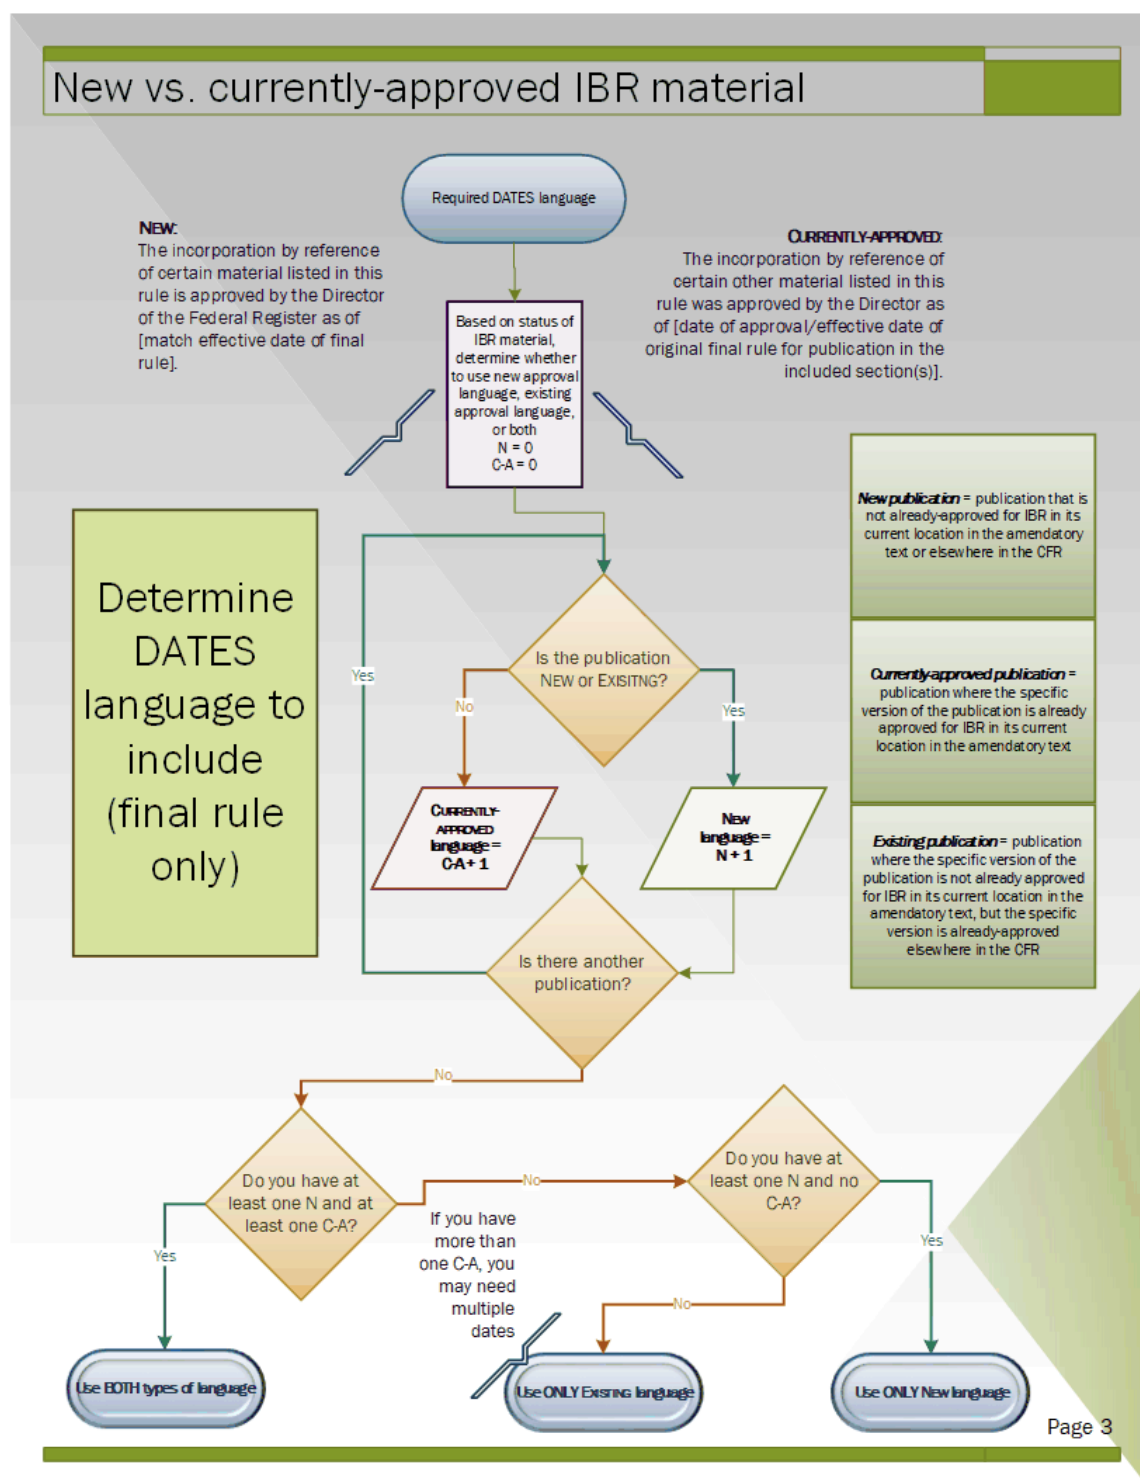 New vs. currently-approved IBR material
Required DATES language
NEW:
The incorporation by reference
of certain material listed in this
rule is approved by the Director
of the Federal Register as of
[match effective date of final
rule].
CURRENTLY-APPROVED:
The incorporation by reference of
certain other material listed in this
rule was approved by the Director as
of [date of approval/effective date of
original final rule for publication in the
included section(s)].
Based on status of
IBR material,
determine whether
to use new approval
language, existing
approval language,
or both
N = 0
C-A = 0
Determine
DATES
language to
include
(final rule
only)
New publication = publication that is
not already-approved for IBR in its
current location in the amendatory
text or elsewhere in the CFR
Currently-approved publication =
publication where the specific
version of the publication is already
approved for IBR in its current
location in the amendatory text
Existing publication = publication
where the specific version of the
publication is not already approved
for IBR in its current location in the
amendatory text, but the specific
version is already-approved
elsewhere in the CFR
Is the publication
NEW or EXISITNG?
Yes
No
Yes
CURRENTLY-
APPROVED
language =
C-A + 1
New
language =
N + 1
Is there another
publication?
No
Do you have at
least one N and at
least one C-A?
No
Do you have at
least one N and no
C-A?
If you have
more than
one C-A, you
may need
multiple
dates
Yes
Yes
No
Use BOTH types of language
Use ONLY EXISTING language
Use ONLY New language
Page 3